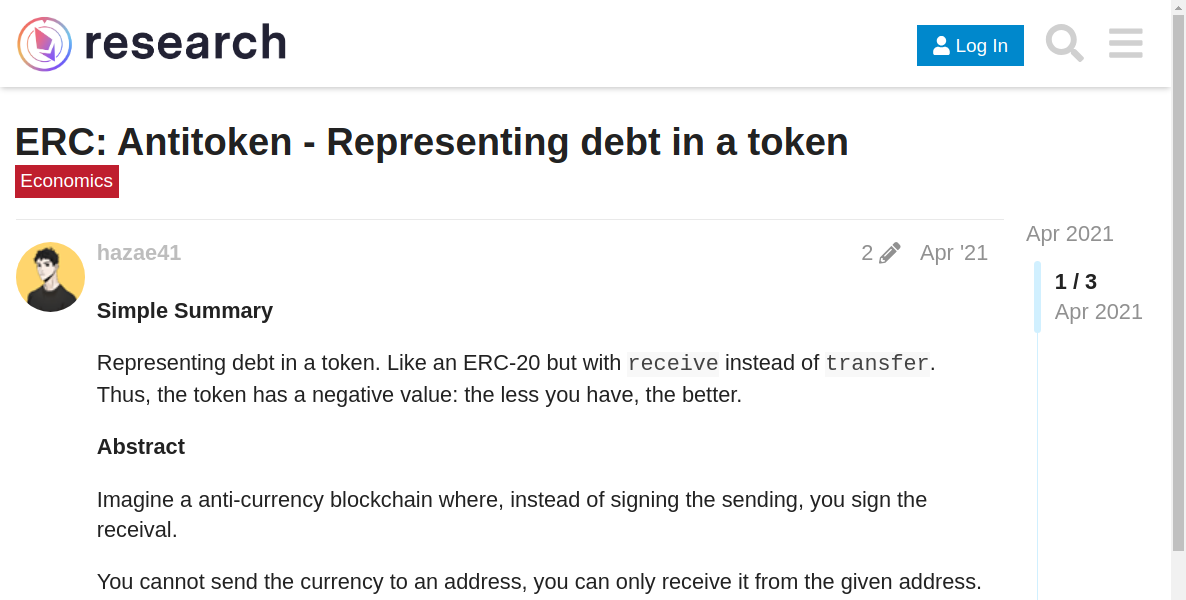 research
Log In
ERC: Antitoken - Representing debt in a token
Economics
hazae41
2
Apr '21
Apr 2021
1 / 3
Apr 2021
Simple Summary
Representing debt in a token. Like an ERC-20 but with receive instead of transfer.
Thus, the token has a negative value: the less you have, the better.
Abstract
Imagine a anti-currency blockchain where, instead of signing the sending, you sign the
receival.
You cannot send the currency to an address, you can only receive it from the given address.